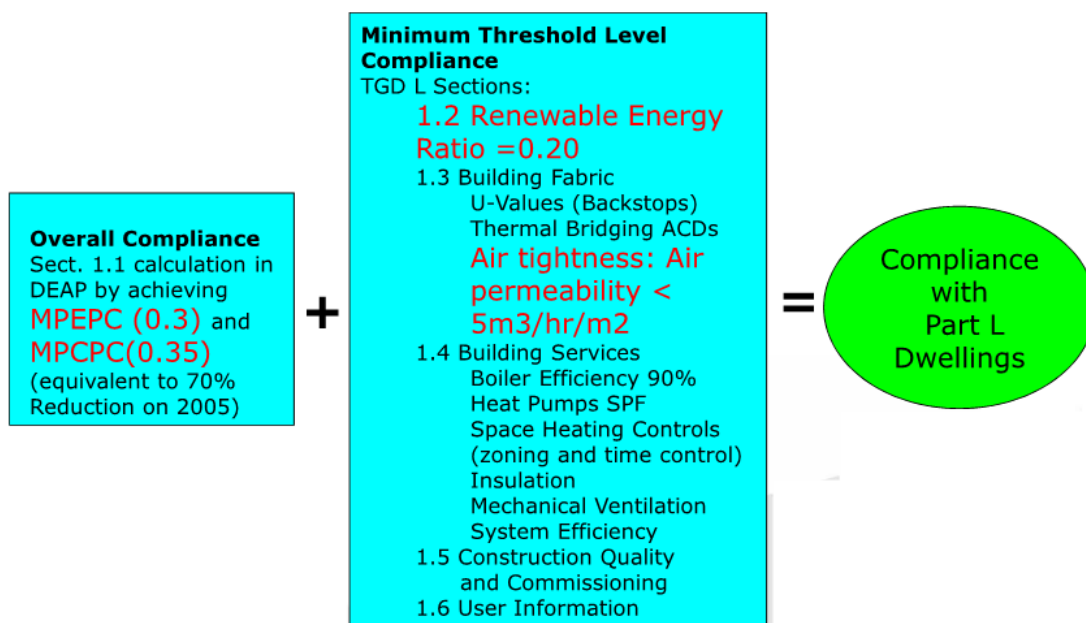 Overall Compliance
Sect. 1.1 calculation in
DEAP by achieving
MPEPC (0.3) and
MPCPC(0.35)
(equivalent to 70%
Reduction on 2005)
+
Minimum Threshold Level
Compliance
TGD L Sections:
1.2 Renewable Energy
Ratio =0.20
1.3 Building Fabric
U-Values (Backstops)
Thermal Bridging ACDs
Air tightness: Air
permeability <
5m3/hr/m2
1.4 Building Services
Boiler Efficiency 90%
Heat Pumps SPF
Space Heating Controls
(zoning and time control)
Insulation
Mechanical Ventilation
System Efficiency
1.5 Construction Quality
and Commissioning
1.6 User Information
=
Compliance
with
Part L
Dwellings